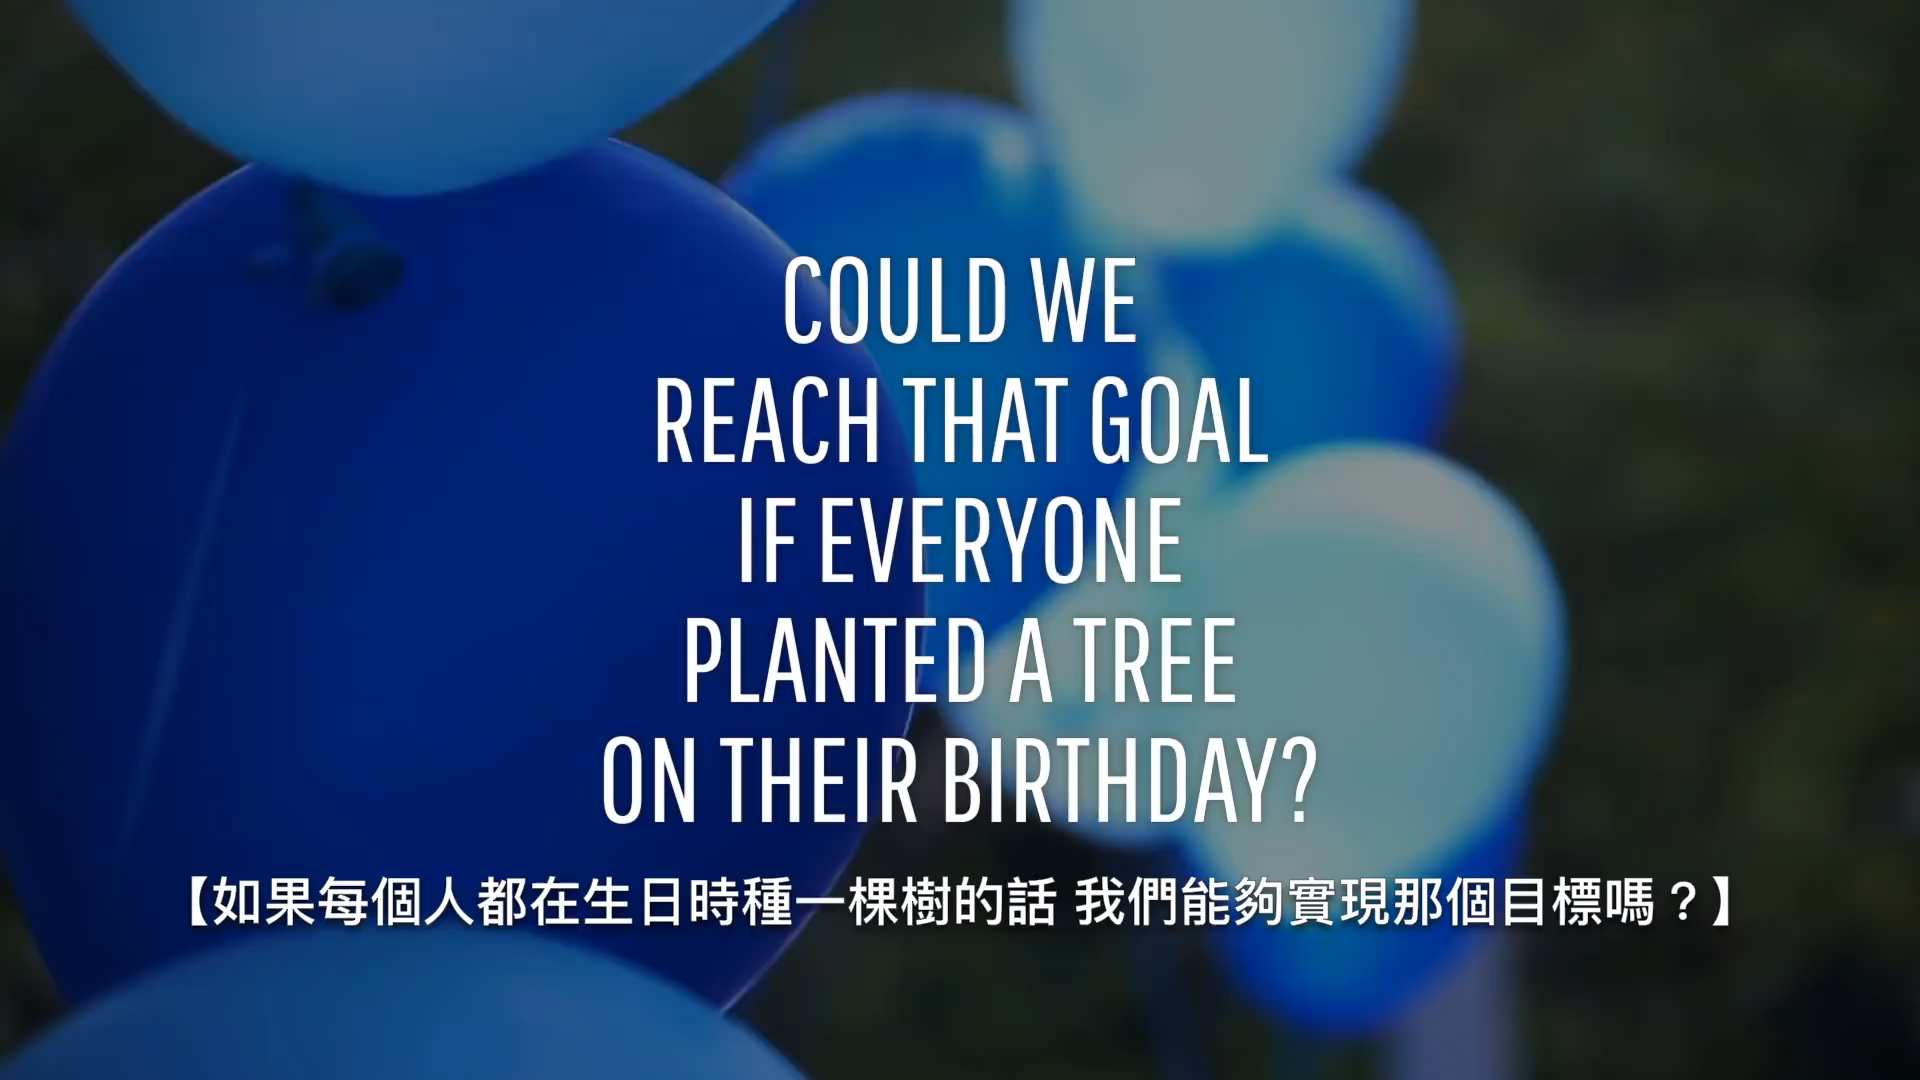 COULD WE
REACH THAT GOAL
IF EVERYONE
PLANTED A TREE
ON THEIR BIRTHDAY?
【如果每個人都在生日時種一棵樹的話 我們能夠實現那個目標嗎？】